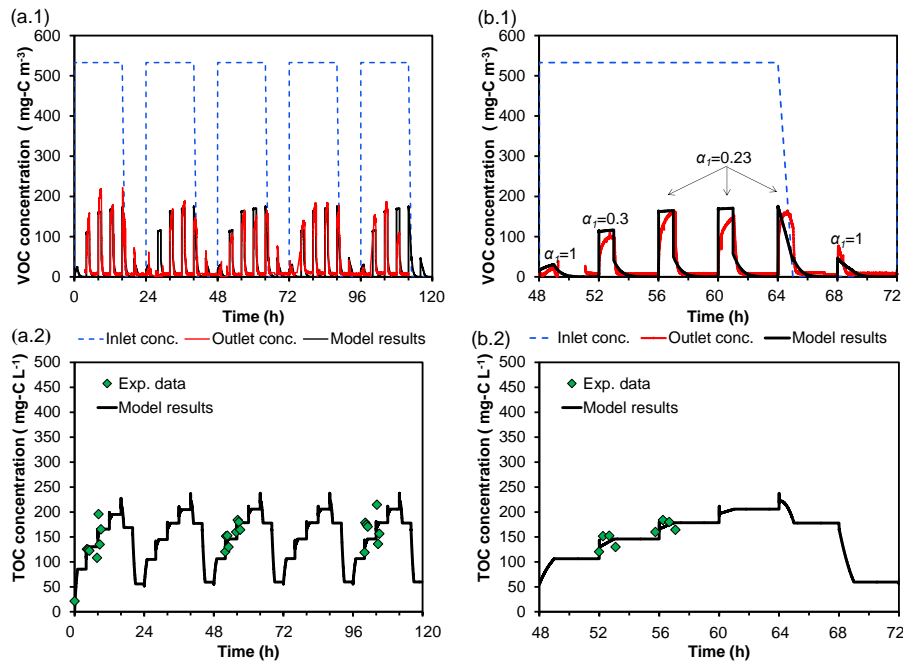 (a.1)
600
500
400
300
200
100
0
VOC concentration ( mg-C m-3)
0 24 48 72 96 120
Time (h)
(b.1)
600
500
400
300
200
100
0
VOC concentration ( mg-C m-3)
α1=1
α1=0.3
α1=0.23
α1=1
48 52 56 60 64 68 72
Time (h)
Inlet conc. Outlet conc. Model results
Inlet conc. Outlet conc. Model results
(a.2)
500
450
400
350
300
250
200
150
100
50
0
TOC concentration ( mg-C L-1)
Exp. data
Model results
0 24 48 72 96 120
Time (h)
(b.2)
500
450
400
350
300
250
200
150
100
50
0
TOC concentration ( mg-C L-1)
Exp. data
Model results
48 52 56 60 64 68 72
Time (h)